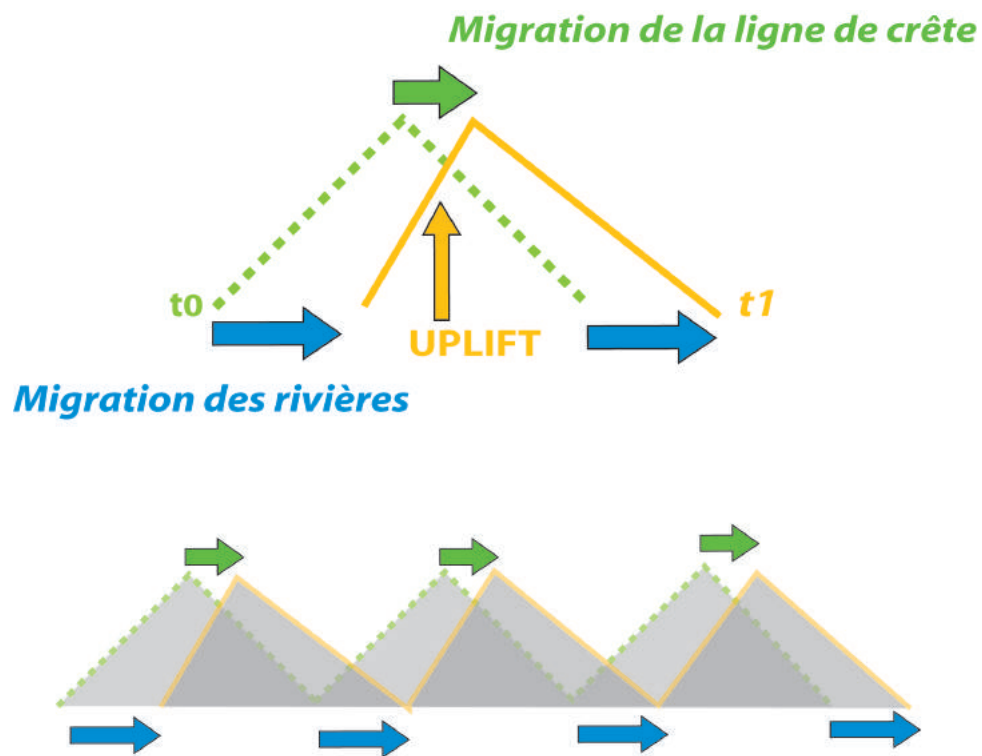 Migration de la ligne de crête
t0
t1
UPLIFT
Migration des rivières